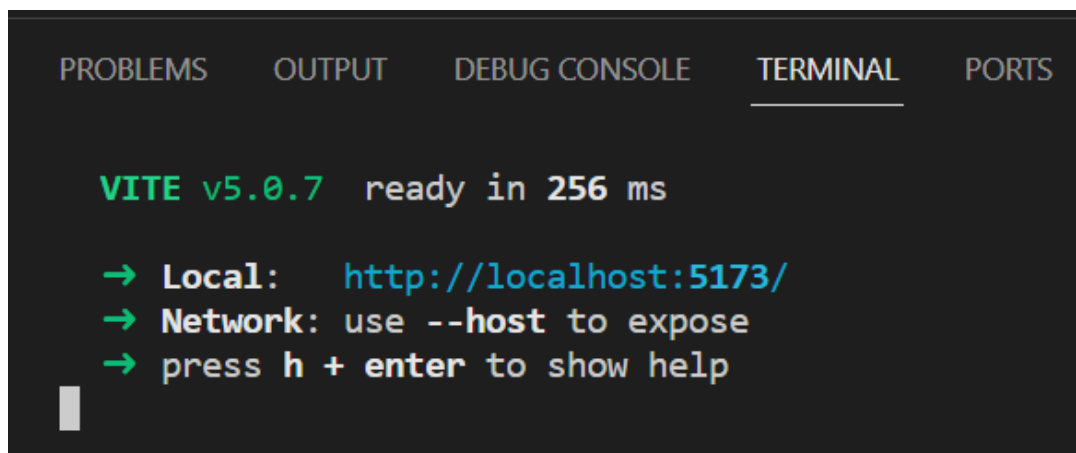 PROBLEMS OUTPUT DEBUG CONSOLE TERMINAL PORTS
VITE v5.0.7 ready in 256 ms
➜ Local: http://localhost:5173/
➜ Network: use --host to expose
➜ press h + enter to show help